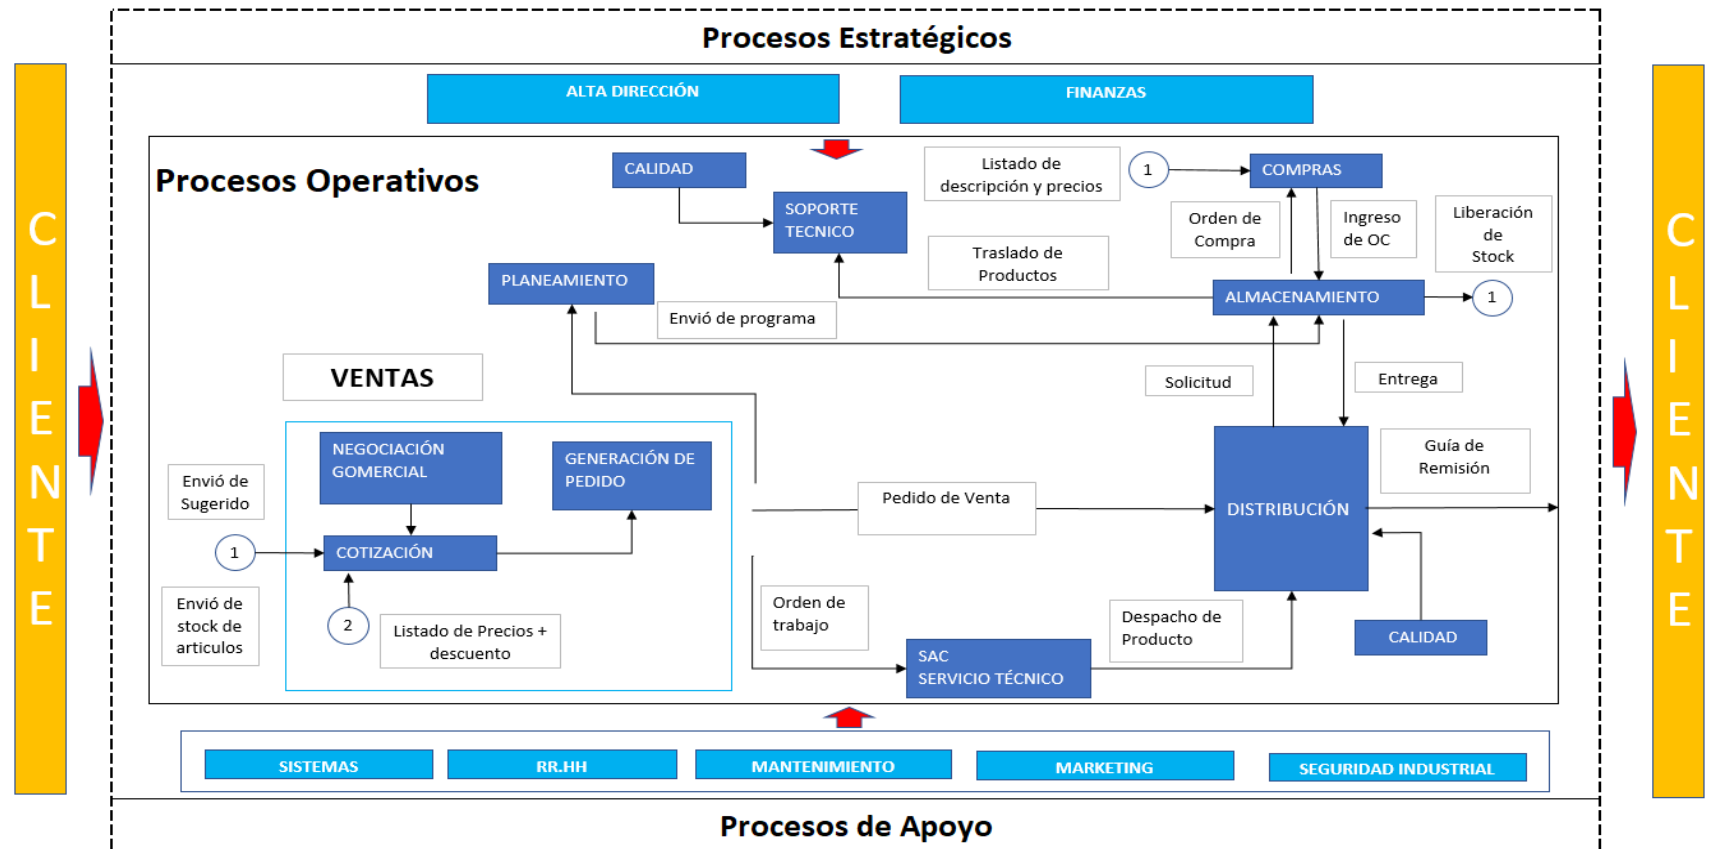 Procesos Estratégicos
ALTA DIRECCIÓN
FINANZAS
CLIENTE
Procesos Operativos
CALIDAD
SOPORTE
TECNICO
Listado de
descripción y precios
1
COMPRAS
Orden de
Compra
Ingreso
de OC
Liberación
de
Stock
Traslado de
Productos
PLANEAMIENTO
ALMACENAMIENTO
1
Envió de programa
VENTAS
Solicitud
Entrega
NEGOCIACIÓN
GOMERCIAL
GENERACIÓN DE
PEDIDO
Envió de
Sugerido
1
COTIZACIÓN
Envió de
stock de
articulos
2
Listado de Precios +
descuento
Pedido de Venta
DISTRIBUCIÓN
Guía de
Remisión
Orden de
trabajo
SAC
SERVICIO TÉCNICO
Despacho de
Producto
CALIDAD
CLIENTE
SISTEMAS
RR.HH
MANTENIMIENTO
MARKETING
SEGURIDAD INDUSTRIAL
Procesos de Apoyo